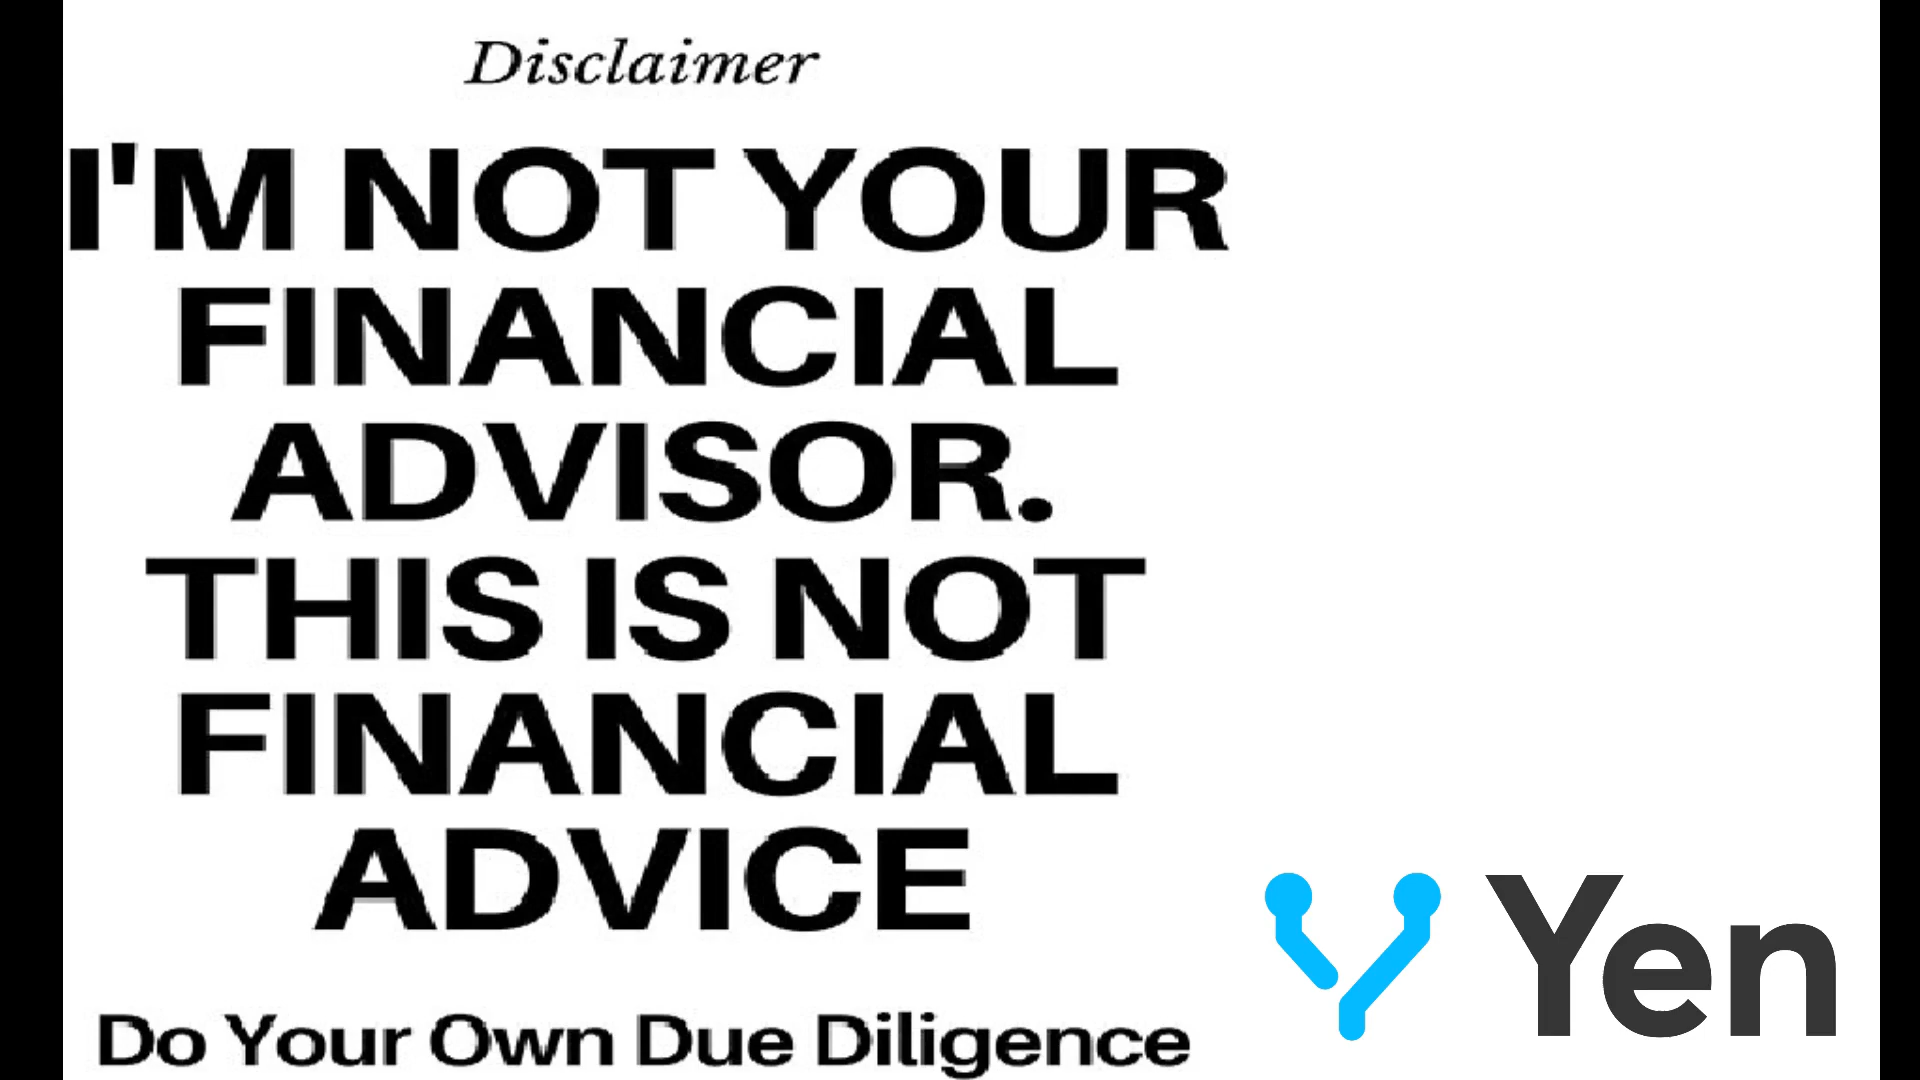 Disclaimer
I'M NOT YOUR
FINANCIAL
ADVISOR.
THIS IS NOT
FINANCIAL
ADVICE
Do Your Own Due Diligence
Yen